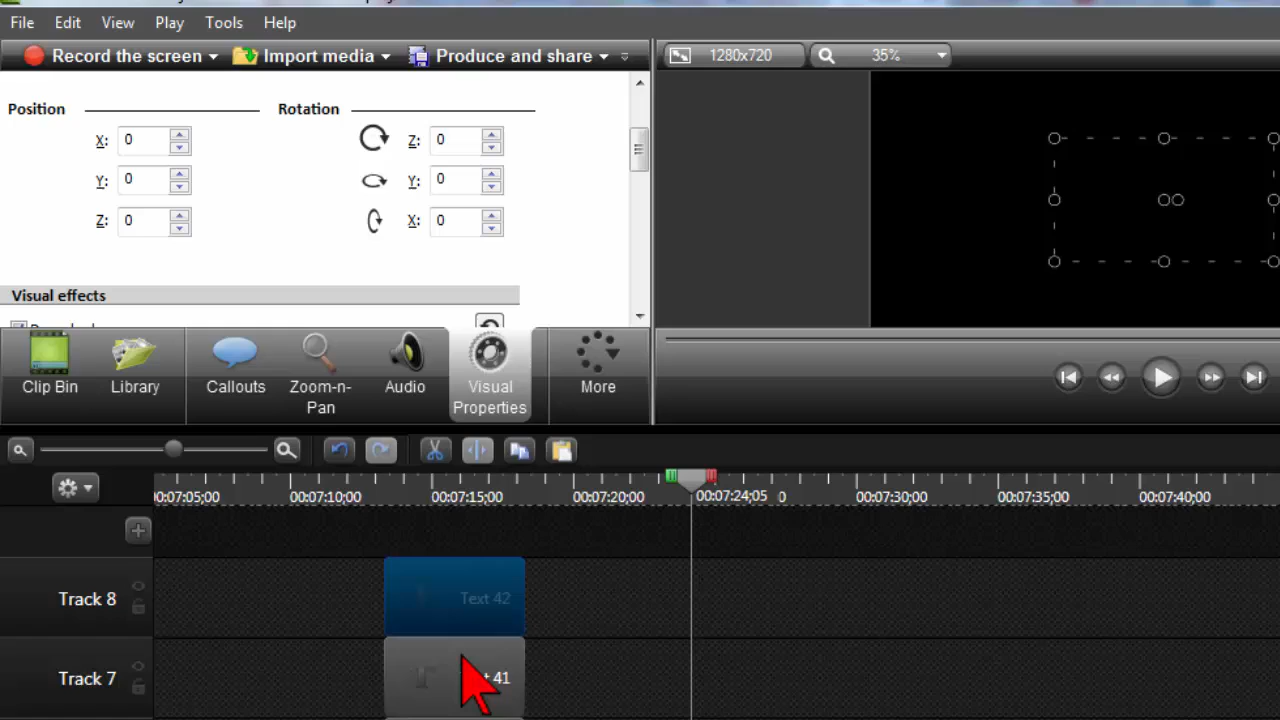 File Edit View Play Tools Help
Record the screen Import media Produce and share 1280x720 35%
Position Rotation
X: 0 Z: 0
Y: 0 Y: 0
Z: 0 X: 0
Visual effects
Clip Bin Library Callouts Zoom-n-Pan Audio Visual Properties More
00:07:05;00 00:07:10;00 00:07:15;00 00:07:20;00 00:07:24;05 0 00:07:30;00 00:07:35;00 00:07:40;00
Track 8 Text 42
Track 7 41